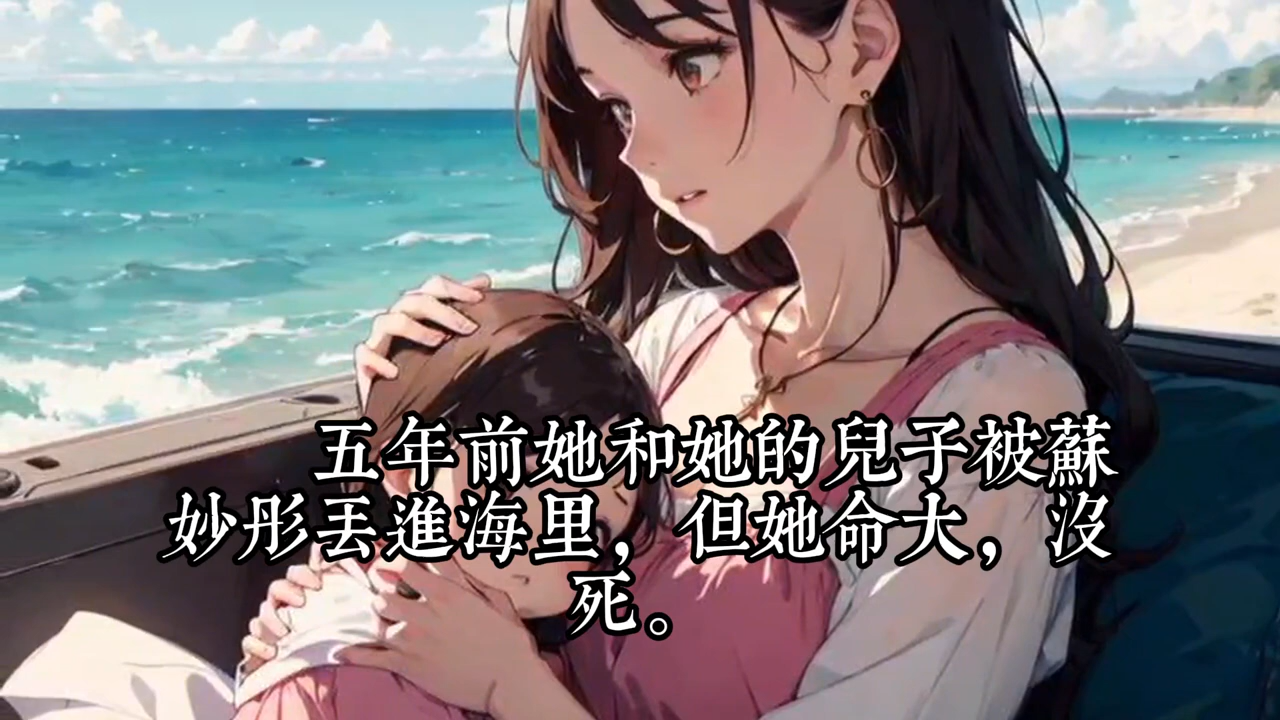 五年前她和她的兒子被蘇
妙彤丟進海里，但她命大，沒
死。